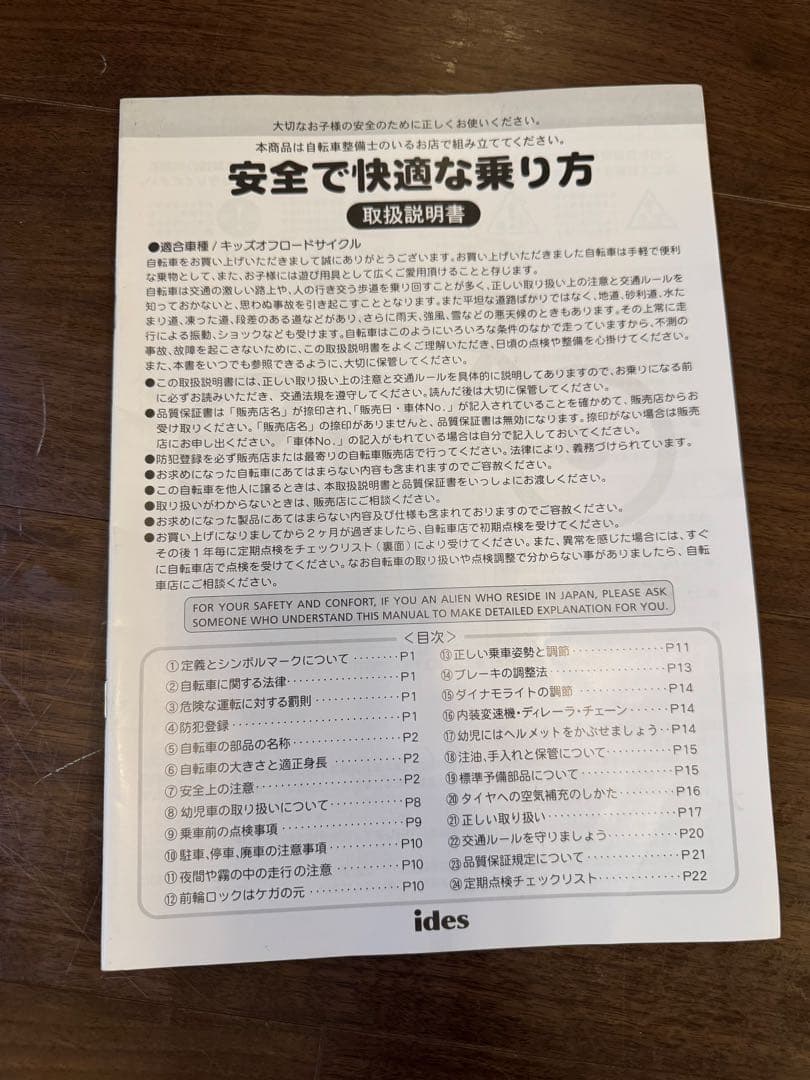 大切なお子様の安全のために正しくお使いください。
本商品は自転車整備士のいるお店で組み立ててください。
安全で快適な乗り方
取扱説明書
●適合車種/キッズオフロードサイクル
自転車をお買い上げいただきまして誠にありがとうございます。お買い上げいただきました自転車は手軽で便利
な乗物として、また、お子様には遊び用具として広くご愛用頂けることと存じます。
自転車は交通の激しい路上や、人の行き交う歩道を乗り回すことが多く、正しい取り扱い上の注意と交通ルールを
知っておかないと、思わぬ事故を引き起こすこととなります。また平坦な道路ばかりではなく、地道、砂利道、水た
まり道、凍った道、段差のある道などがあり、さらに雨天、強風、雪などの悪天候のときもあります。その上常に走
行による振動、ショックなども受けます。自転車はこのようにいろいろな条件のなかで走っていますから、不測の
事故、故障を起こさないために、この取扱説明書をよくご理解いただき、日頃の点検や整備を心掛けてください。
また、本書をいつでも参照できるように、大切に保管してください。
●この取扱説明書には、正しい取り扱い上の注意と交通ルールを具体的に説明してありますので、お乗りになる前
に必ずお読みいただき、交通法規を遵守してください。読んだ後は大切に保管してください。
●品質保証書は「販売店名」が捺印され、「販売日・車体No.」が記入されていることを確かめて、販売店からお
受け取りください。「販売店名」の捺印がありませんと、品質保証書は無効になります。捺印がない場合は販売
店にお申し出ください。「車体No.」の記入がもれている場合は自分で記入しておいてください。
●防犯登録を必ず販売店または最寄りの自転車販売店で行ってください。法律により、義務づけられています。
●お求めになった自転車にあてはまらない内容も含まれますのでご容赦ください。
●この自転車を他人に譲るときは、本取扱説明書と品質保証書をいっしょにお渡しください。
●取り扱いがわからないときは、販売店にご相談ください。
●お求めになった製品にあてはまらない内容及び仕様も含まれておりますのでご容赦ください。
●お買い上げになりましてから2ヶ月が過ぎましたら、自転車店で初期点検を受けてください。
その後1年毎に定期点検をチェックリスト(裏面)により受けてください。また、異常を感じた場合には、すぐ
に自転車店で点検を受けてください。なお自転車の取り扱いや点検調整で分からない事がありましたら、自転
車店にご相談ください。
FOR YOUR SAFETY AND CONFORT, IF YOU AN ALIEN WHO RESIDE IN JAPAN, PLEASE ASK
SOMEONE WHO UNDERSTAND THIS MANUAL TO MAKE DETAILED EXPLANATION FOR YOU.
<目次>
①定義とシンボルマークについて ········P1
②自転車に関する法律··············P1
③危険な運転に対する罰則 ···········P1
④防犯登録 ·····················P1
⑤自転車の部品の名称··············P2
⑥自転車の大きさと適正身長 ·········P2
⑦安全上の注意···················P2
⑧幼児車の取り扱いについて··········P8
⑨乗車前の点検事項 ···············P9
⑩駐車、停車、廃車の注意事項 ········P10
⑪夜間や霧の中の走行の注意 ········P10
⑫前輪ロックはケガの元 ············P10
⑬正しい乗車姿勢と調節 ············P11
⑭ブレーキの調整法 ···············P13
⑮ダイナモライトの調節 ············P14
⑯内装変速機・ディレーラ・チェーン······P14
⑰幼児にはヘルメットをかぶせましょう··P14
⑱注油、手入れと保管について·········P15
⑲標準予備部品について ············P15
⑳タイヤへの空気補充のしかた ·······P16
㉑正しい取り扱い ·················P17
㉒交通ルールを守りましょう··········P20
㉓品質保証規定について ············P21
㉔定期点検チェックリスト············P22
ides